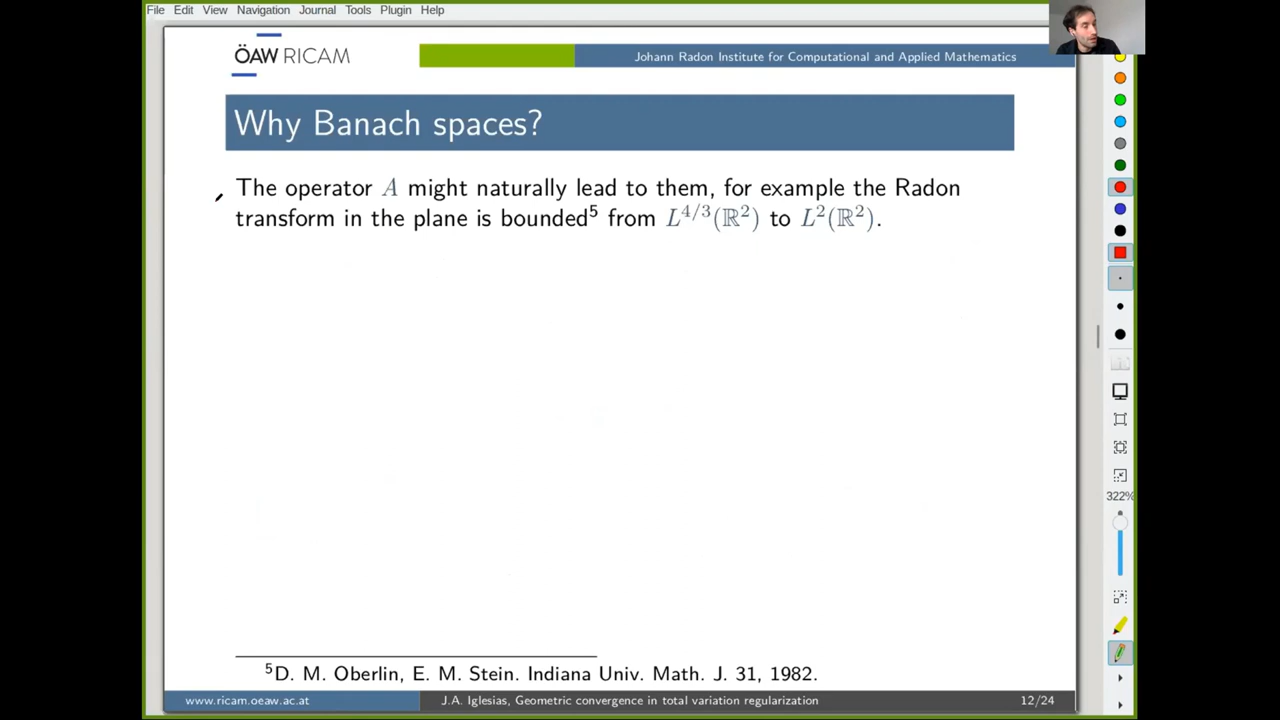 File Edit View Navigation Journal Tools Plugin Help
ÖAW RICAM
Johann Radon Institute for Computational and Applied Mathematics
Why Banach spaces?
The operator A might naturally lead to them, for example the Radon
transform in the plane is bounded⁵ from L^{4/3}(ℝ²) to L²(ℝ²).
322%
⁵D. M. Oberlin, E. M. Stein. Indiana Univ. Math. J. 31, 1982.
www.ricam.oeaw.ac.at J.A. Iglesias, Geometric convergence in total variation regularization 12/24